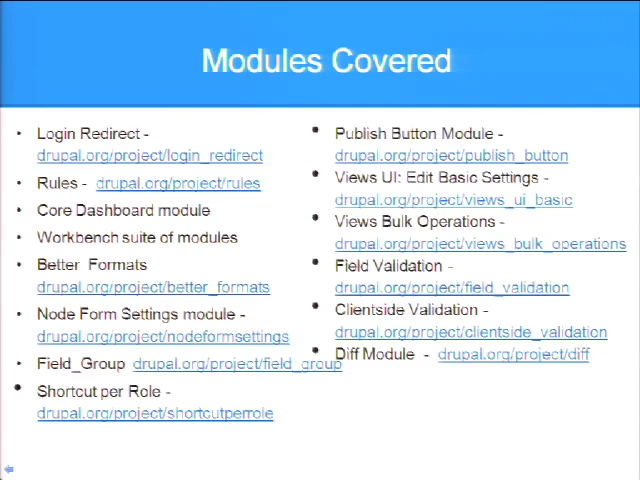 Modules Covered
Login Redirect -
drupal.org/project/login_redirect
Rules - drupal.org/project/rules
Core Dashboard module
Workbench suite of modules
Better Formats
drupal.org/project/better_formats
Node Form Settings module -
drupal.org/project/nodeformsettings
Field_Group drupal.org/project/field_group
Shortcut per Role -
drupal.org/project/shortcutperrole
Publish Button Module -
drupal.org/project/publish_button
Views UI: Edit Basic Settings -
drupal.org/project/views_ui_basic
Views Bulk Operations -
drupal.org/project/views_bulk_operations
Field Validation -
drupal.org/project/field_validation
Clientside Validation -
drupal.org/project/clientside_validation
Diff Module - drupal.org/project/diff